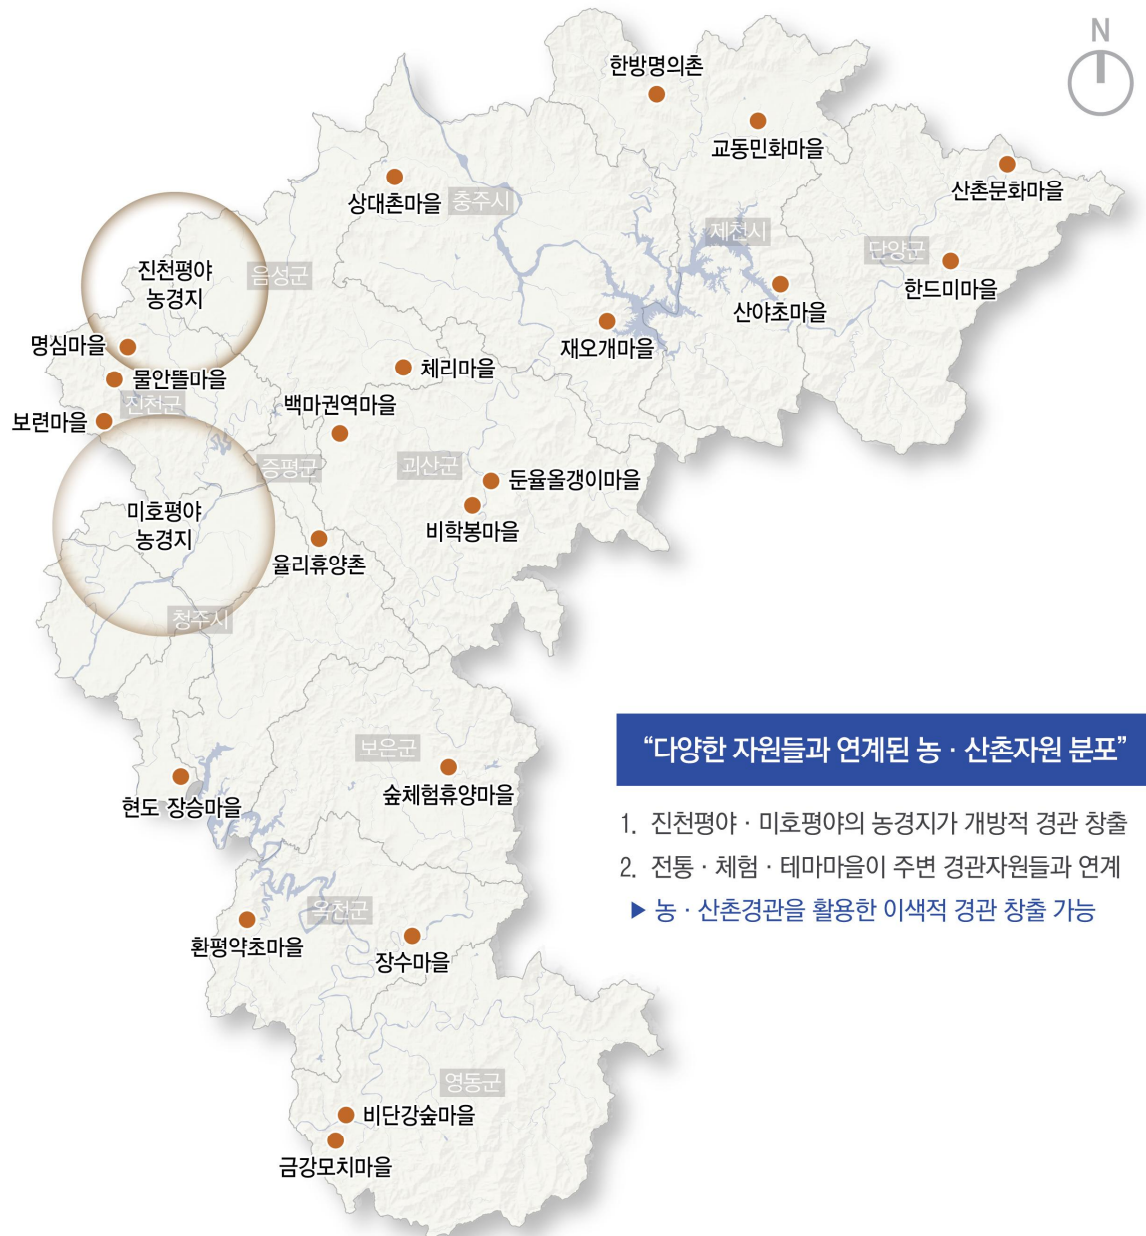 N
한방명의촌
교동민화마을
산촌문화마을
상대촌마을
충주시
제천시
단양군
진천평야
농경지
음성군
한드미마을
산야초마을
명심마을
재오개마을
체리마을
물안뜰마을
진천군
백마권역마을
보련마을
증평군
괴산군
둔율올갱이마을
미호평야
농경지
비학봉마을
율리휴양촌
청주시
보은군
“다양한 자원들과 연계된 농 · 산촌자원 분포”
숲체험휴양마을
현도 장승마을
1. 진천평야 · 미호평야의 농경지가 개방적 경관 창출
2. 전통 · 체험 · 테마마을이 주변 경관자원들과 연계
▶ 농 · 산촌경관을 활용한 이색적 경관 창출 가능
옥천군
환평약초마을
장수마을
영동군
비단강숲마을
금강모치마을